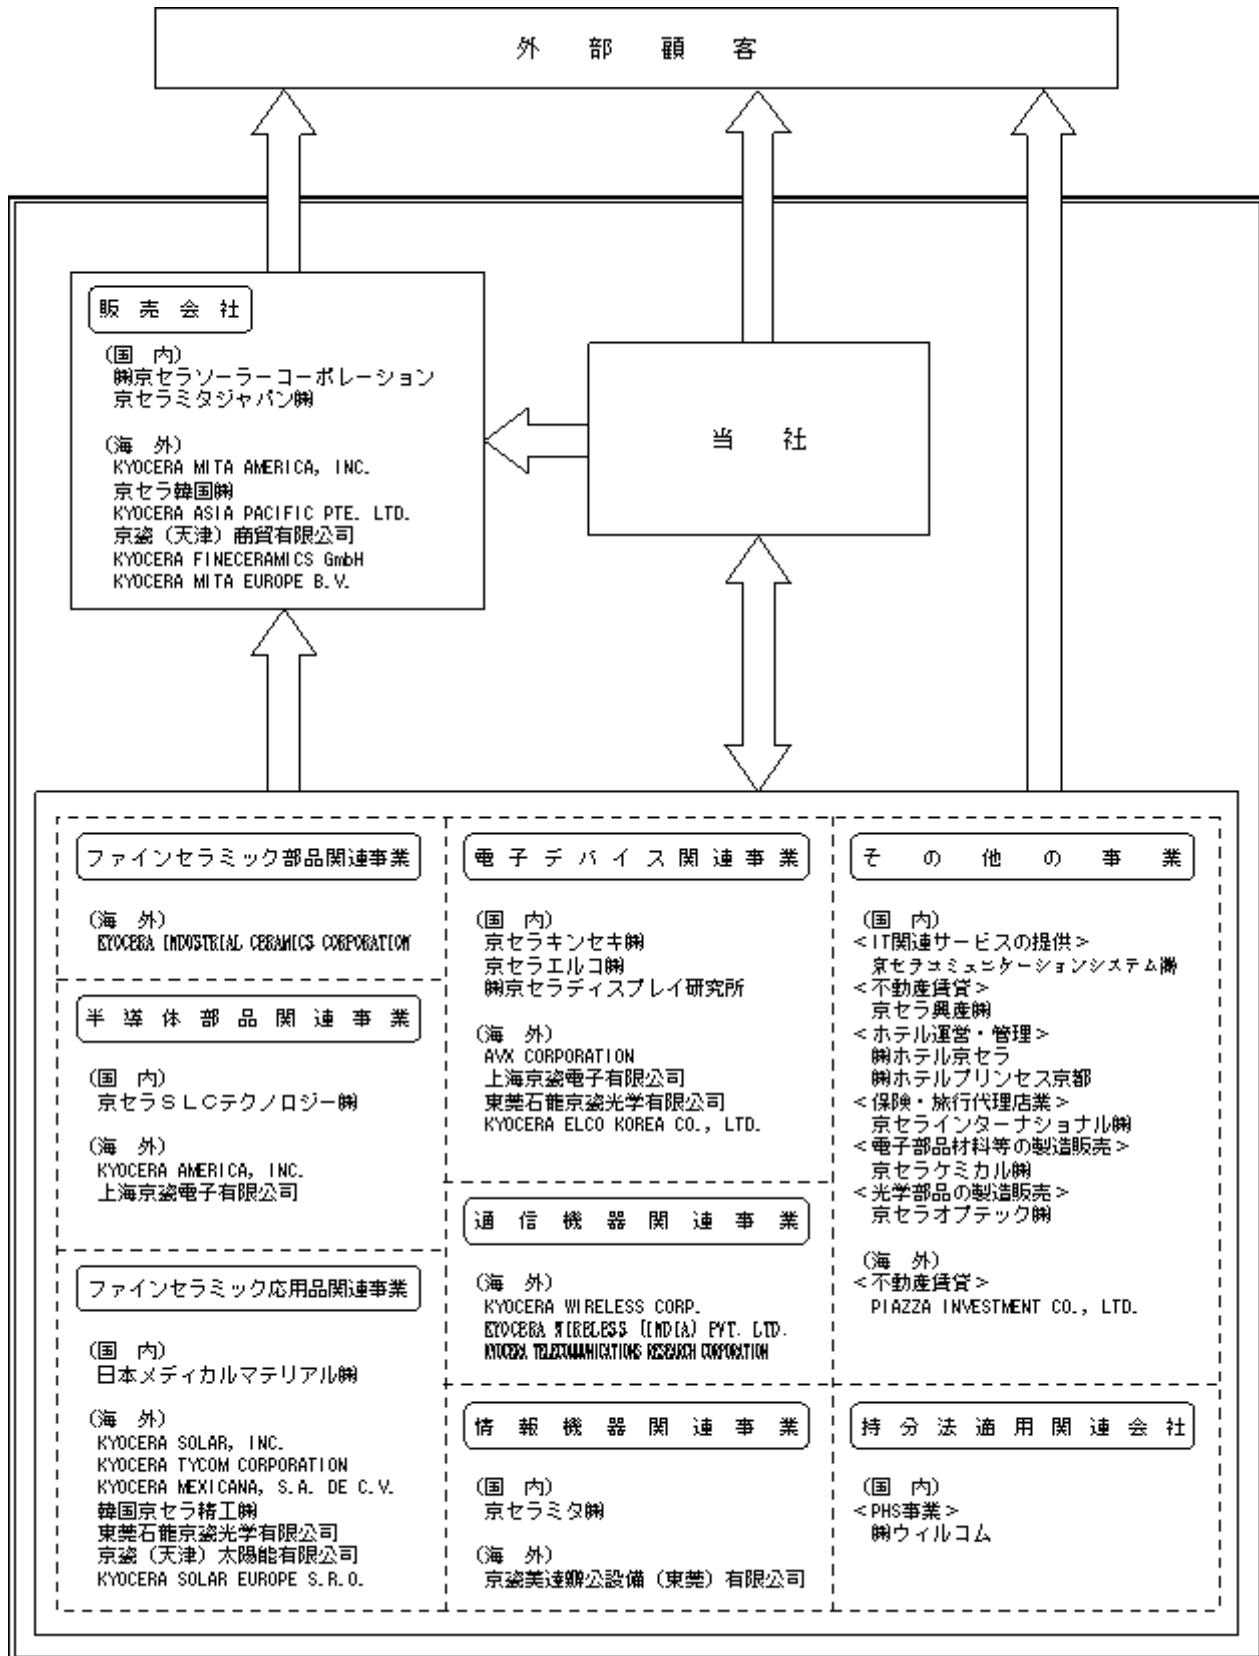 外部顧客
販売会社
(国 内)
㈱京セラソーラーコーポレーション
京セラミタジャパン㈱
(海 外)
KYOCERA MITA AMERICA, INC.
京セラ韓国㈱
KYOCERA ASIA PACIFIC PTE. LTD.
京瓷（天津）商貿有限公司
KYOCERA FINECERAMICS GmbH
KYOCERA MITA EUROPE B.V.
当社
ファインセラミック部品関連事業
(海 外)
KYOCERA INDUSTRIAL CERAMICS CORPORATION
半導体部品関連事業
(国 内)
京セラＳＬＣテクノロジー㈱
(海 外)
KYOCERA AMERICA, INC.
上海京瓷電子有限公司
ファインセラミック応用品関連事業
(国 内)
日本メディカルマテリアル㈱
(海 外)
KYOCERA SOLAR, INC.
KYOCERA TYCOM CORPORATION
KYOCERA MEXICANA, S.A. DE C.V.
韓国京セラ精工㈱
東莞石龍京瓷光学有限公司
京瓷（天津）太陽能有限公司
KYOCERA SOLAR EUROPE S.R.O.
電子デバイス関連事業
(国 内)
京セラキンセキ㈱
京セラエルコ㈱
㈱京セラディスプレイ研究所
(海 外)
AVX CORPORATION
上海京瓷電子有限公司
東莞石龍京瓷光学有限公司
KYOCERA ELCO KOREA CO., LTD.
通信機器関連事業
(海 外)
KYOCERA WIRELESS CORP.
KYOCERA WIRELESS (INDIA) PVT. LTD.
KYOCERA TELECOMMUNICATIONS RESEARCH CORPORATION
情報機器関連事業
(国 内)
京セラミタ㈱
(海 外)
京瓷美達辦公設備（東莞）有限公司
その他の事業
(国 内)
<IT関連サービスの提供>
京セラコミュニケーションシステム㈱
<不動産賃貸>
京セラ興産㈱
<ホテル運営・管理>
㈱ホテル京セラ
㈱ホテルプリンセス京都
<保険・旅行代理店業>
京セラインターナショナル㈱
<電子部品材料等の製造販売>
京セラケミカル㈱
<光学部品の製造販売>
京セラオプテック㈱
(海 外)
<不動産賃貸>
PIAZZA INVESTMENT CO., LTD.
持分法適用関連会社
(国 内)
<PHS事業>
㈱ウィルコム